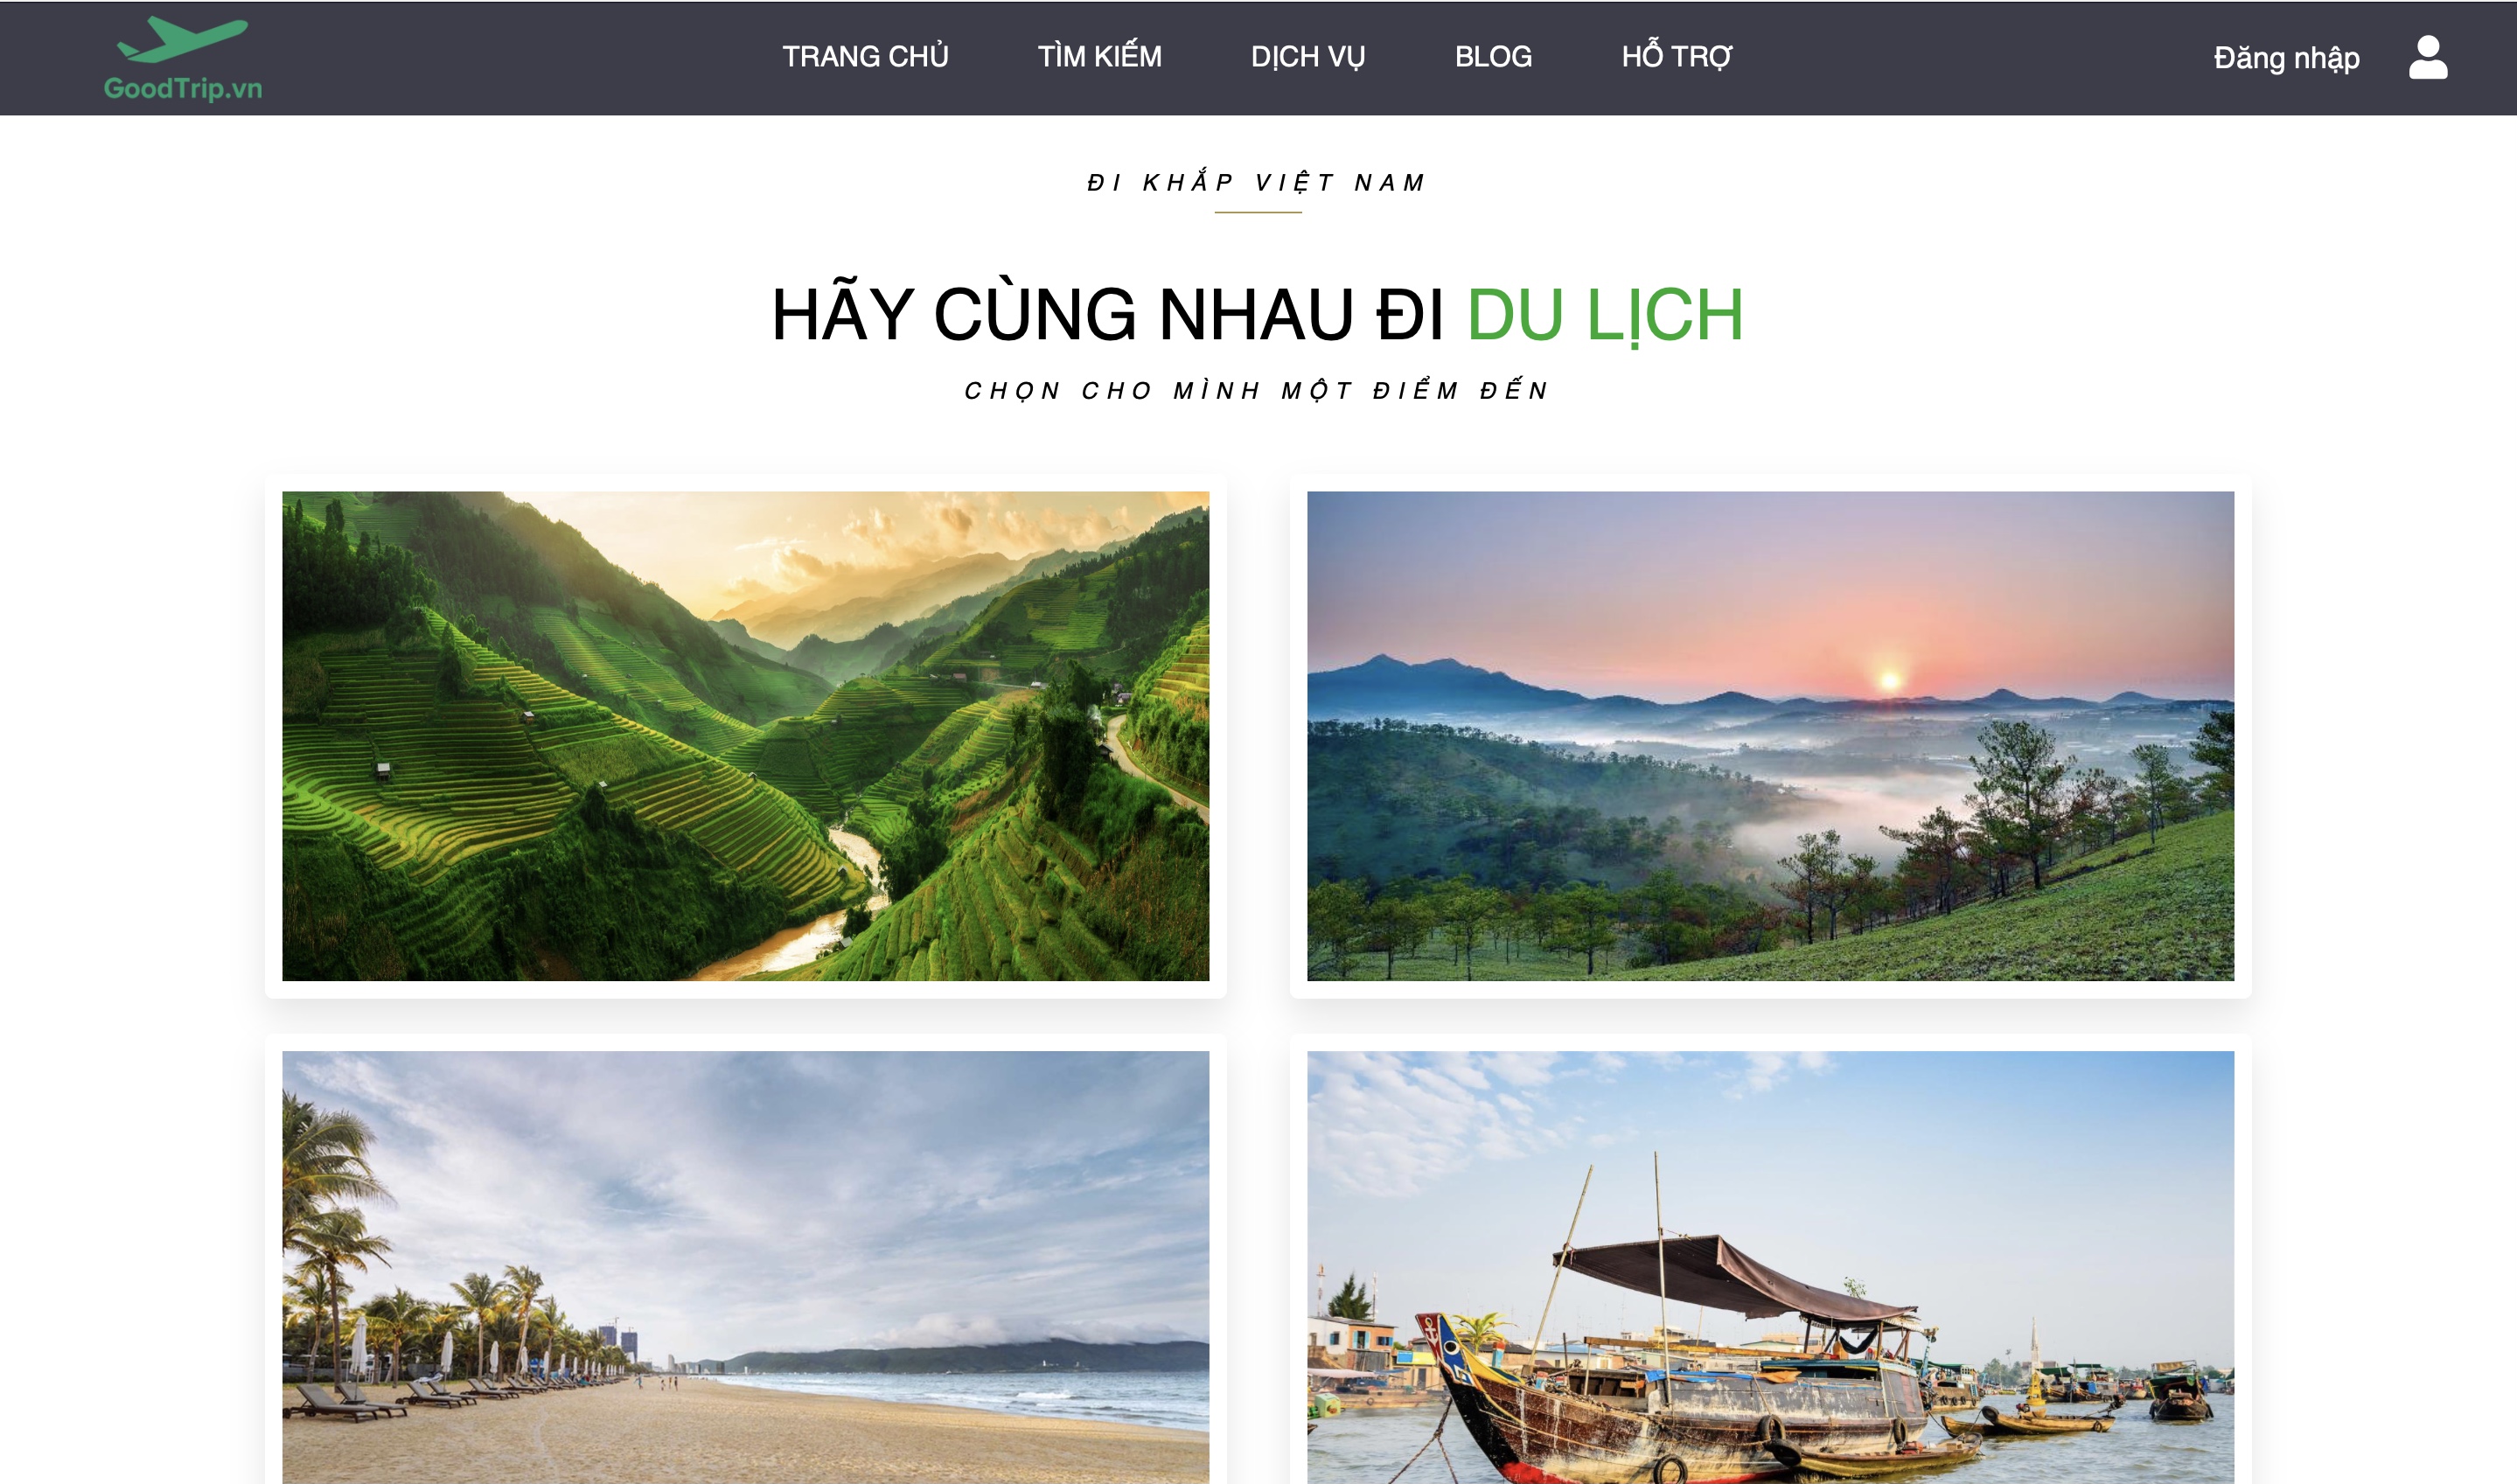 GoodTrip.vn
TRANG CHỦ TÌM KIẾM DỊCH VỤ BLOG HỖ TRỢ
Đăng nhập
ĐI KHẮP VIỆT NAM
HÃY CÙNG NHAU ĐI DU LỊCH
CHỌN CHO MÌNH MỘT ĐIỂM ĐẾN